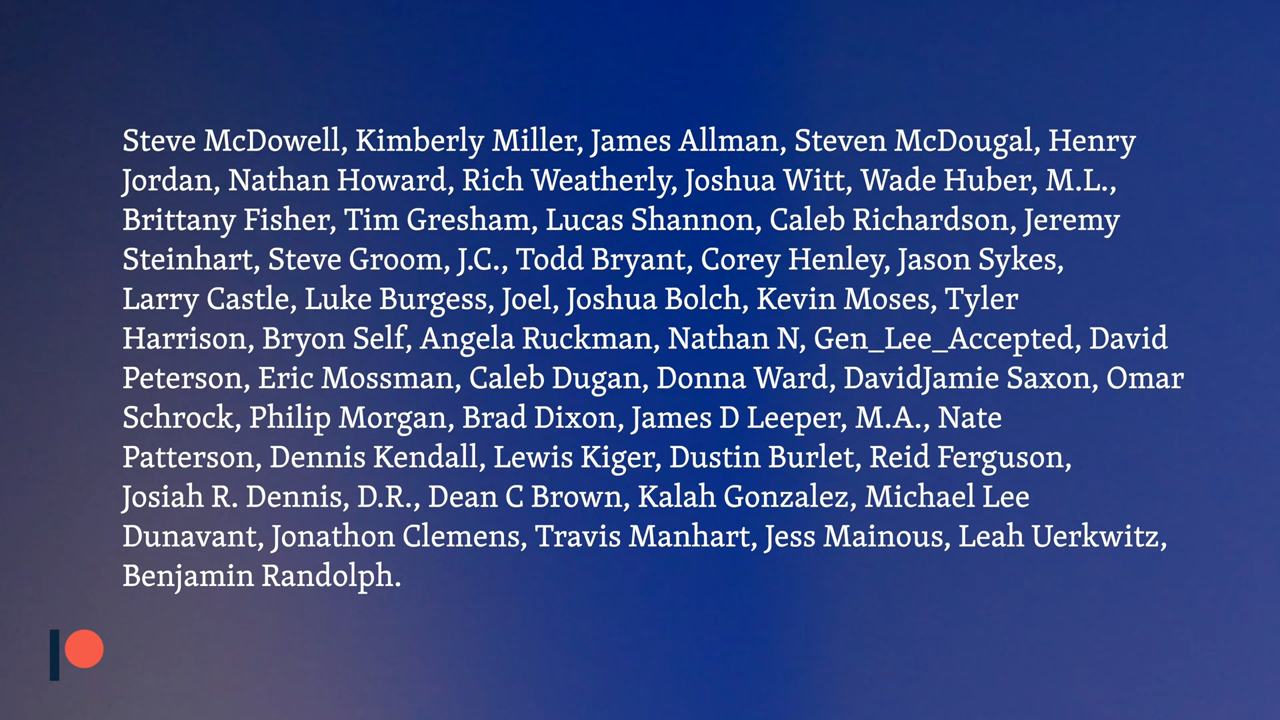 Steve McDowell, Kimberly Miller, James Allman, Steven McDougal, Henry
Jordan, Nathan Howard, Rich Weatherly, Joshua Witt, Wade Huber, M.L.,
Brittany Fisher, Tim Gresham, Lucas Shannon, Caleb Richardson, Jeremy
Steinhart, Steve Groom, J.C., Todd Bryant, Corey Henley, Jason Sykes,
Larry Castle, Luke Burgess, Joel, Joshua Bolch, Kevin Moses, Tyler
Harrison, Bryon Self, Angela Ruckman, Nathan N, Gen_Lee_Accepted, David
Peterson, Eric Mossman, Caleb Dugan, Donna Ward, DavidJamie Saxon, Omar
Schrock, Philip Morgan, Brad Dixon, James D Leeper, M.A., Nate
Patterson, Dennis Kendall, Lewis Kiger, Dustin Burlet, Reid Ferguson,
Josiah R. Dennis, D.R., Dean C Brown, Kalah Gonzalez, Michael Lee
Dunavant, Jonathon Clemens, Travis Manhart, Jess Mainous, Leah Uerkwitz,
Benjamin Randolph.